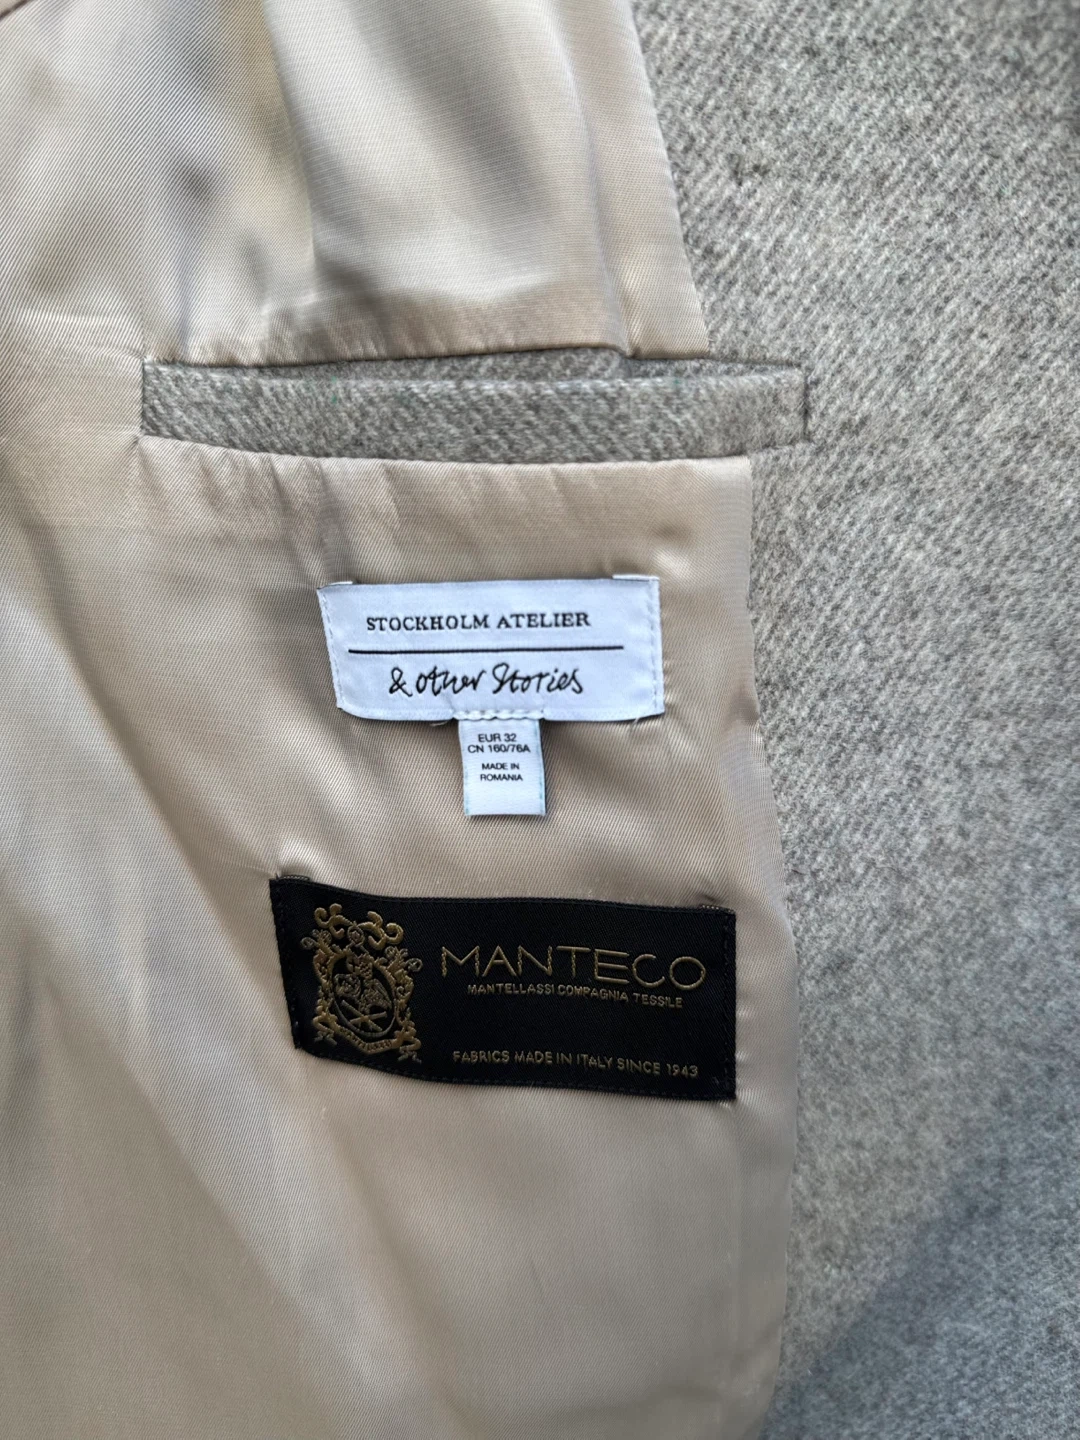 STOCKHOLM ATELIER
& other Stories
EUR 32
CN 160/76A
MADE IN
ROMANIA
MANTECO
MANTELLASSI COMPAGNIA TESSILE
FABRICS MADE IN ITALY SINCE 1943